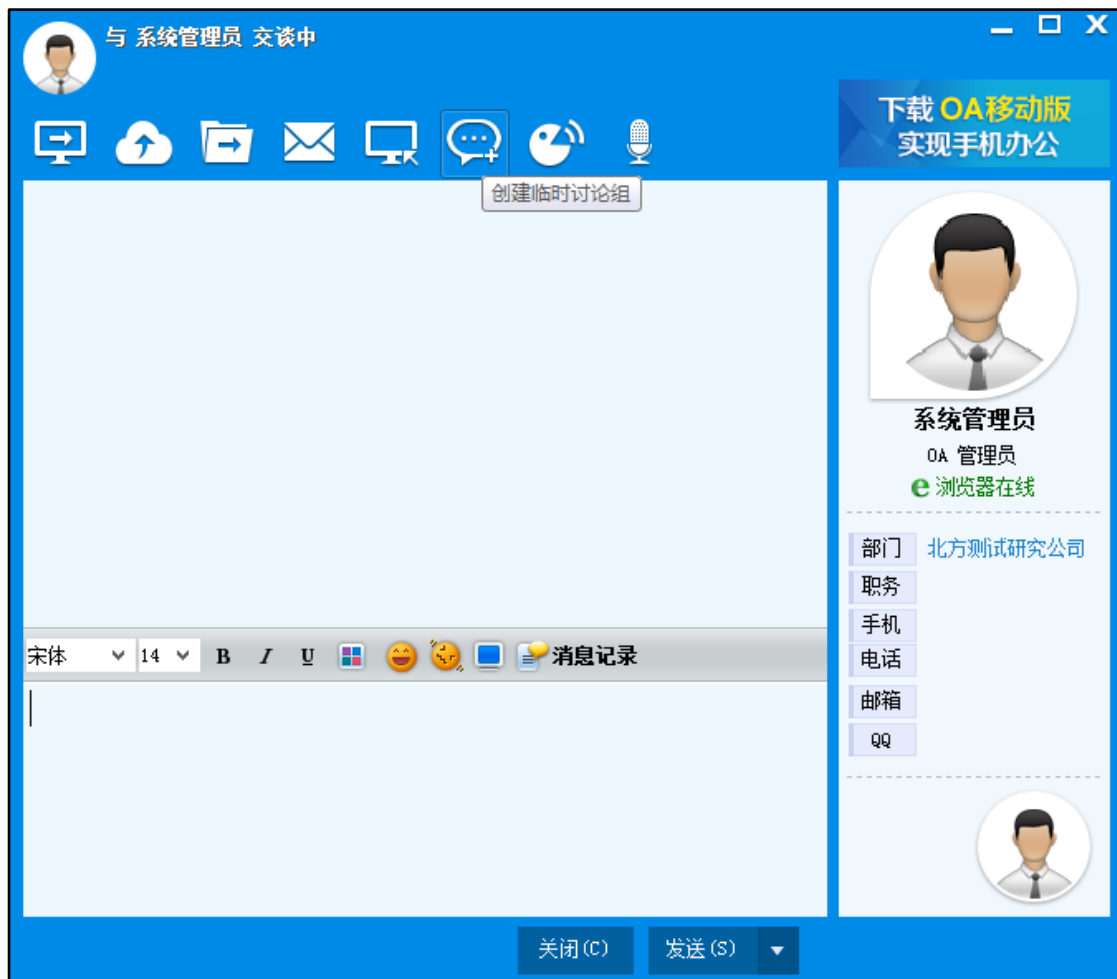 与 系统管理员 交谈中
下载 OA移动版
实现手机办公
创建临时讨论组
系统管理员
OA 管理员
浏览器在线
部门 北方测试研究公司
职务
手机
电话
邮箱
QQ
宋体 14 B I U 消息记录
关闭(C) 发送(S)